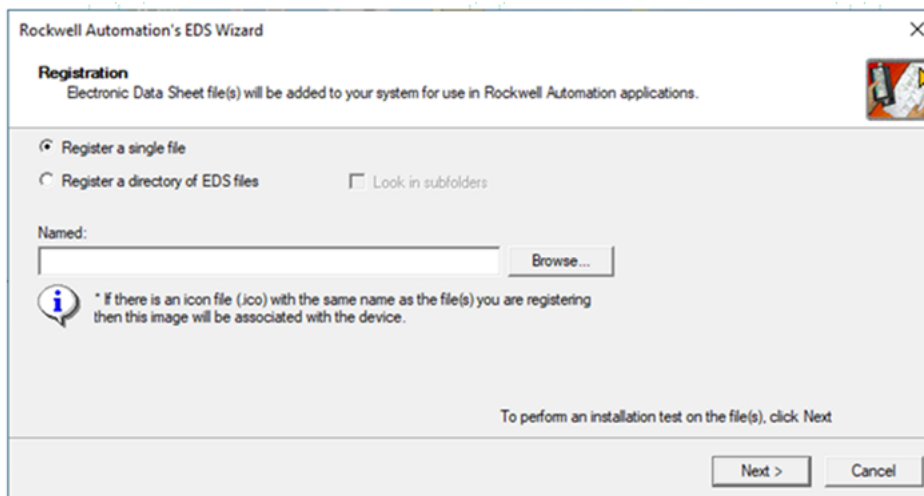 Rockwell Automation's EDS Wizard
Registration
Electronic Data Sheet file(s) will be added to your system for use in Rockwell Automation applications.
Register a single file
Register a directory of EDS files
Look in subfolders
Named:
Browse...
* If there is an icon file (.ico) with the same name as the file(s) you are registering
then this image will be associated with the device.
To perform an installation test on the file(s), click Next
Next >
Cancel